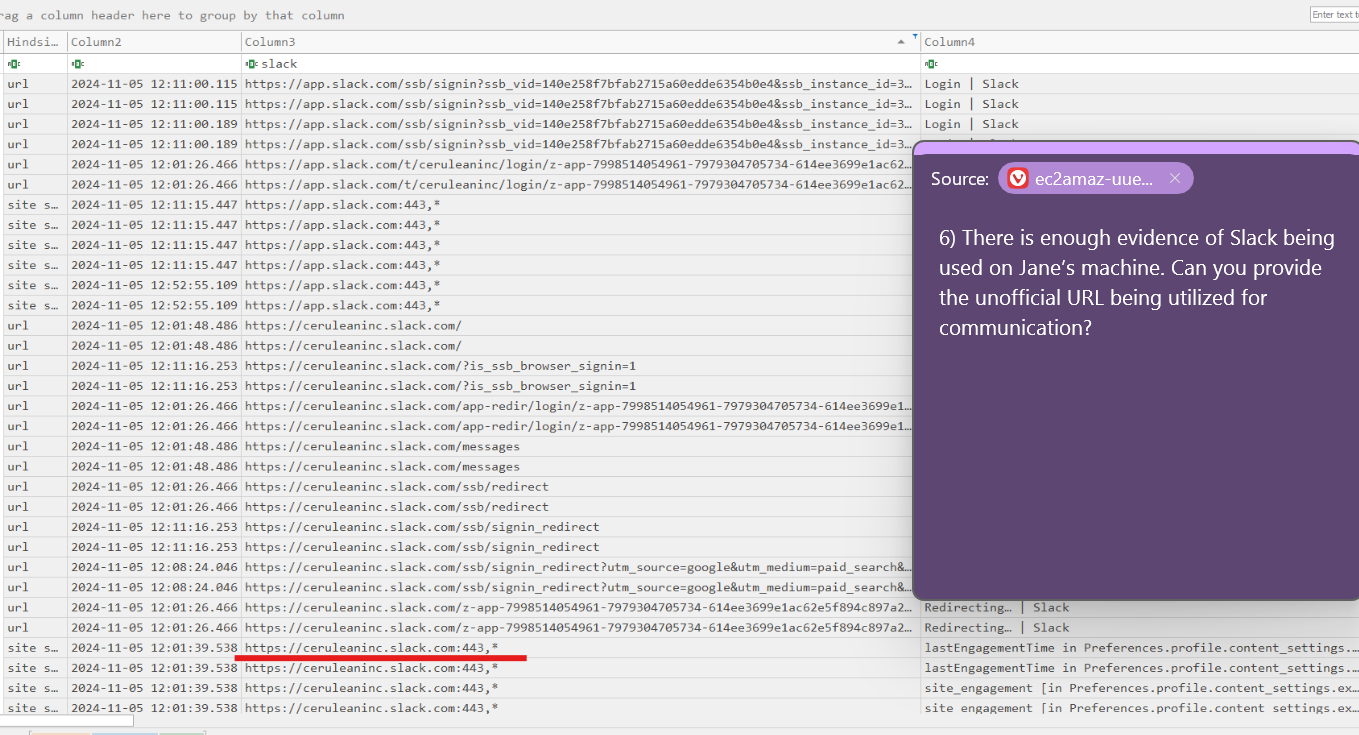 rag a column header here to group by that column
Enter text to
Hindsi… Column2 Column3 Column4
slack
url 2024-11-05 12:11:00.115 https://app.slack.com/ssb/signin?ssb_vid=140e258f7bfab2715a60edde6354b0e4&ssb_instance_id=3… Login | Slack
url 2024-11-05 12:11:00.115 https://app.slack.com/ssb/signin?ssb_vid=140e258f7bfab2715a60edde6354b0e4&ssb_instance_id=3… Login | Slack
url 2024-11-05 12:11:00.189 https://app.slack.com/ssb/signin?ssb_vid=140e258f7bfab2715a60edde6354b0e4&ssb_instance_id=3… Login | Slack
url 2024-11-05 12:11:00.189 https://app.slack.com/ssb/signin?ssb_vid=140e258f7bfab2715a60edde6354b0e4&ssb_instance_id=3…
url 2024-11-05 12:01:26.466 https://app.slack.com/t/ceruleaninc/login/z-app-7998514054961-7979304705734-614ee3699e1ac62…
url 2024-11-05 12:01:26.466 https://app.slack.com/t/ceruleaninc/login/z-app-7998514054961-7979304705734-614ee3699e1ac62…
site s… 2024-11-05 12:11:15.447 https://app.slack.com:443,*
site s… 2024-11-05 12:11:15.447 https://app.slack.com:443,*
site s… 2024-11-05 12:11:15.447 https://app.slack.com:443,*
site s… 2024-11-05 12:11:15.447 https://app.slack.com:443,*
site s… 2024-11-05 12:52:55.109 https://app.slack.com:443,*
site s… 2024-11-05 12:52:55.109 https://app.slack.com:443,*
url 2024-11-05 12:01:48.486 https://ceruleaninc.slack.com/
url 2024-11-05 12:01:48.486 https://ceruleaninc.slack.com/
url 2024-11-05 12:11:16.253 https://ceruleaninc.slack.com/?is_ssb_browser_signin=1
url 2024-11-05 12:11:16.253 https://ceruleaninc.slack.com/?is_ssb_browser_signin=1
url 2024-11-05 12:01:26.466 https://ceruleaninc.slack.com/app-redir/login/z-app-7998514054961-7979304705734-614ee3699e1…
url 2024-11-05 12:01:26.466 https://ceruleaninc.slack.com/app-redir/login/z-app-7998514054961-7979304705734-614ee3699e1…
url 2024-11-05 12:01:48.486 https://ceruleaninc.slack.com/messages
url 2024-11-05 12:01:48.486 https://ceruleaninc.slack.com/messages
url 2024-11-05 12:01:26.466 https://ceruleaninc.slack.com/ssb/redirect
url 2024-11-05 12:01:26.466 https://ceruleaninc.slack.com/ssb/redirect
url 2024-11-05 12:11:16.253 https://ceruleaninc.slack.com/ssb/signin_redirect
url 2024-11-05 12:11:16.253 https://ceruleaninc.slack.com/ssb/signin_redirect
url 2024-11-05 12:08:24.046 https://ceruleaninc.slack.com/ssb/signin_redirect?utm_source=google&utm_medium=paid_search&…
url 2024-11-05 12:08:24.046 https://ceruleaninc.slack.com/ssb/signin_redirect?utm_source=google&utm_medium=paid_search&…
url 2024-11-05 12:01:26.466 https://ceruleaninc.slack.com/z-app-7998514054961-7979304705734-614ee3699e1ac62e5f894c897a2… Redirecting… | Slack
url 2024-11-05 12:01:26.466 https://ceruleaninc.slack.com/z-app-7998514054961-7979304705734-614ee3699e1ac62e5f894c897a2… Redirecting… | Slack
site s… 2024-11-05 12:01:39.538 https://ceruleaninc.slack.com:443,* lastEngagementTime in Preferences.profile.content_settings.…
site s… 2024-11-05 12:01:39.538 https://ceruleaninc.slack.com:443,* lastEngagementTime in Preferences.profile.content_settings.…
site s… 2024-11-05 12:01:39.538 https://ceruleaninc.slack.com:443,* site_engagement [in Preferences.profile.content_settings.ex…
site s… 2024-11-05 12:01:39.538 https://ceruleaninc.slack.com:443,* site_engagement [in Preferences.profile.content_settings.ex…
Source: ec2amaz-uue...
6) There is enough evidence of Slack being
used on Jane’s machine. Can you provide
the unofficial URL being utilized for
communication?